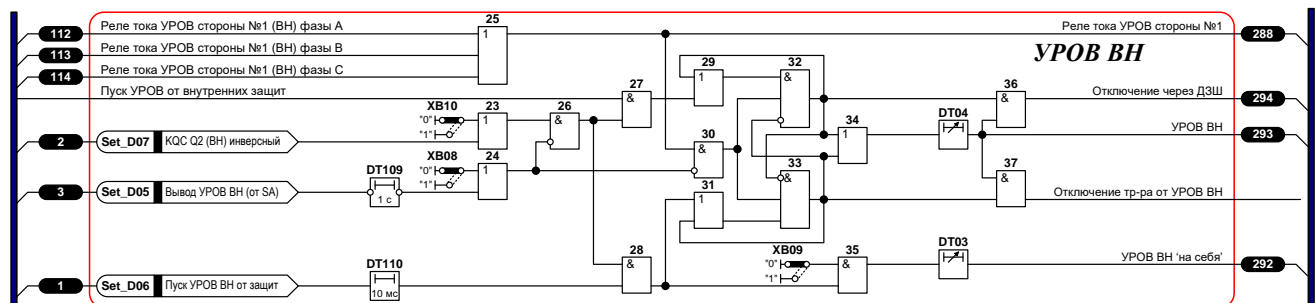 25
112 Реле тока УРОВ стороны №1 (ВН) фазы А 1 Реле тока УРОВ стороны №1 288
113 Реле тока УРОВ стороны №1 (ВН) фазы В УРОВ ВН
114 Реле тока УРОВ стороны №1 (ВН) фазы С 29 32
1 &
Пуск УРОВ от внутренних защит 27 36
& & Отключение через ДЗШ 294
XB10 23 26
"0" 1 & DT04
"1" 30 34 УРОВ ВН 293
2 Set_D07 KQC Q2 (ВН) инверсный & 1
XB08 24 33 37
"0" 1 & &
DT109 "1" 31
3 Set_D05 Вывод УРОВ ВН (от SA) 1 Отключение тр-ра от УРОВ ВН
1 с
28 XB09 35 DT03
DT110 & "0" & УРОВ ВН 'на себя' 292
"1"
1 Set_D06 Пуск УРОВ ВН от защит
10 мс